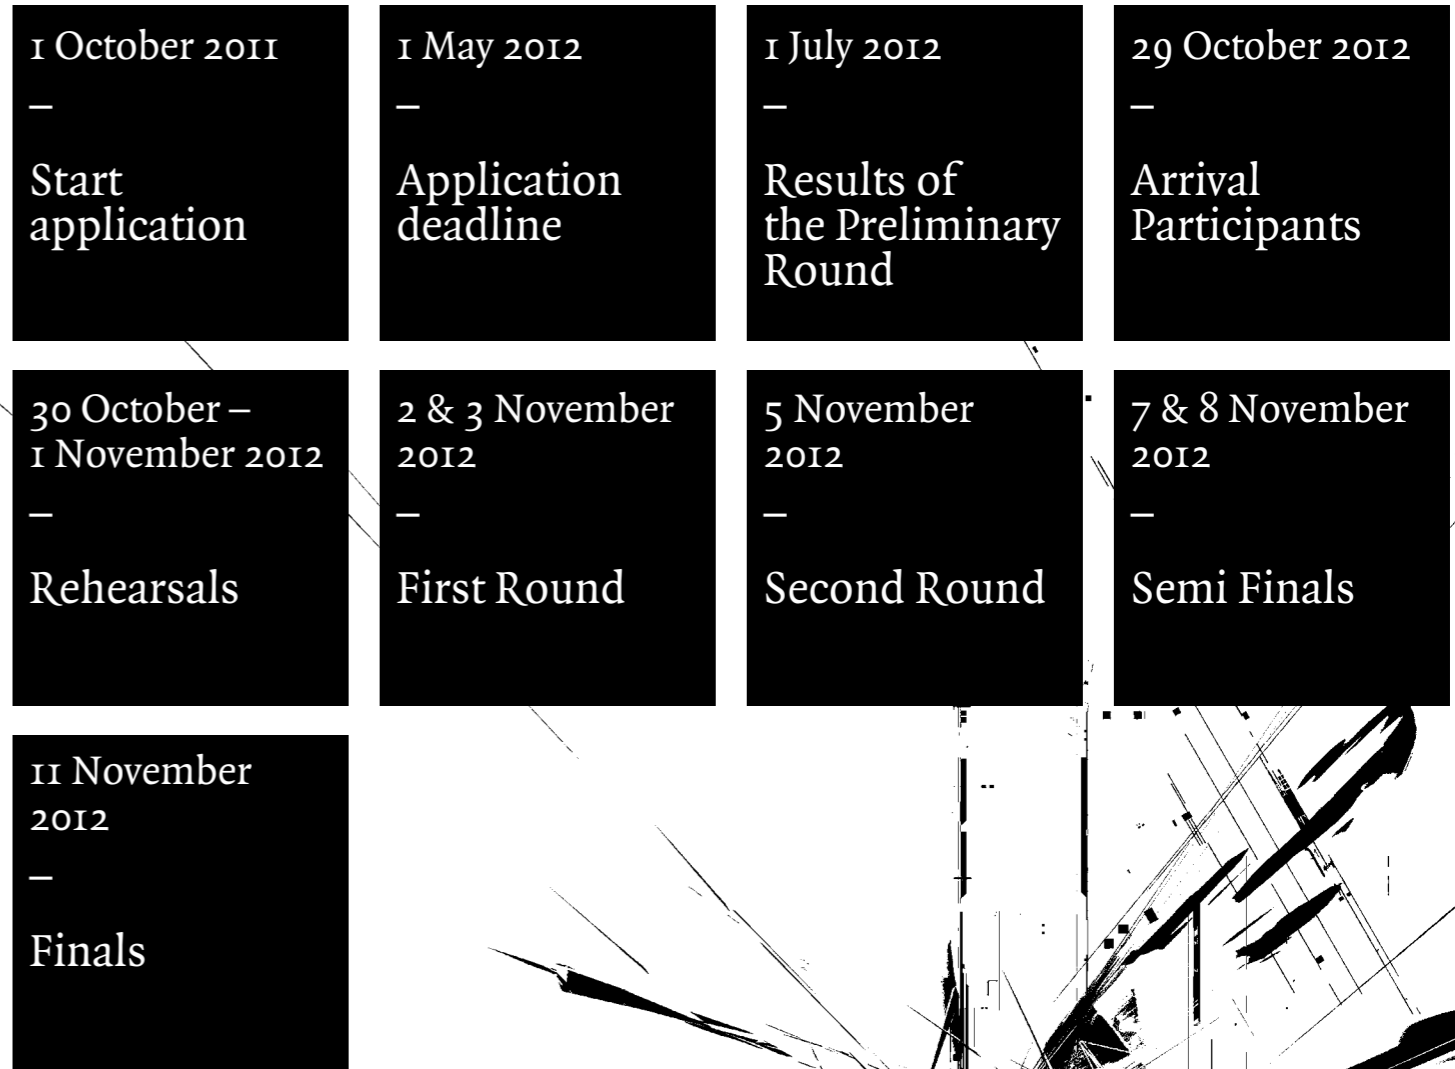 1 October 2011
–
Start
application
1 May 2012
–
Application
deadline
1 July 2012
–
Results of
the Preliminary
Round
29 October 2012
–
Arrival
Participants
30 October –
1 November 2012
–
Rehearsals
2 & 3 November
2012
–
First Round
5 November
2012
–
Second Round
7 & 8 November
2012
–
Semi Finals
11 November
2012
–
Finals